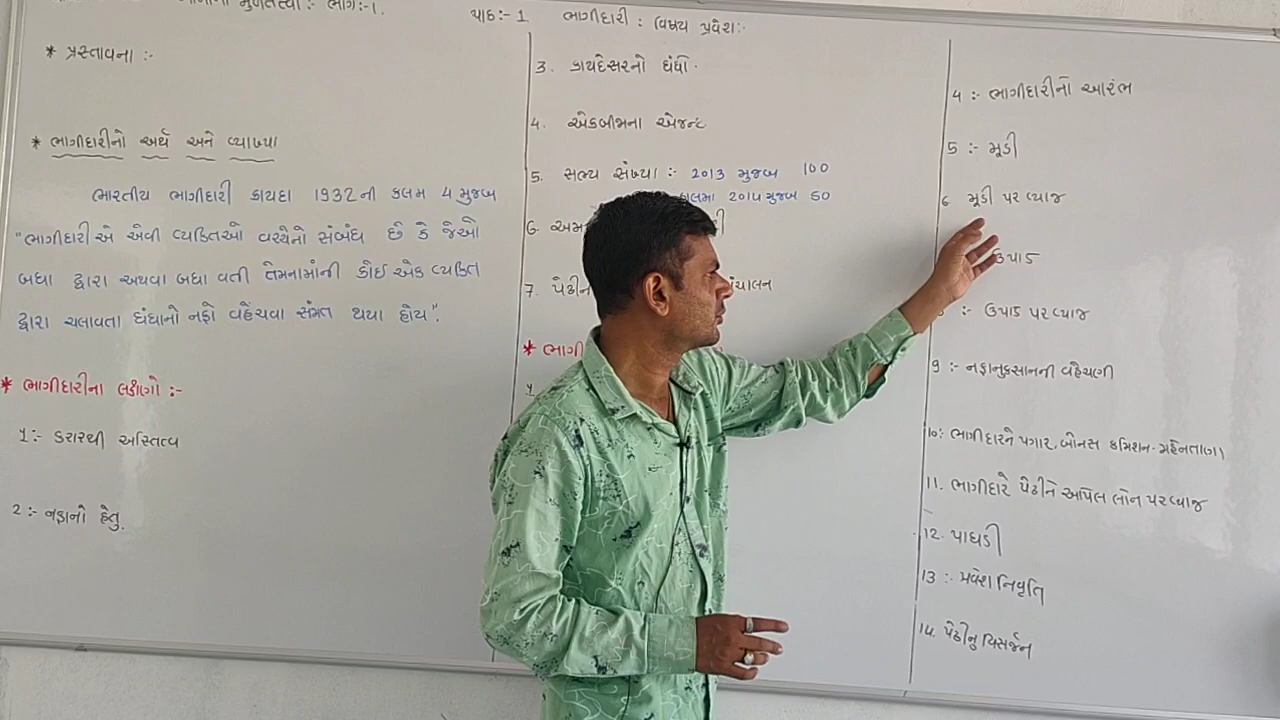 મૂળતત્ત્વો :- ભાગ:-1.
પાઠ:- 1 ભાગીદારી : વિષય પ્રવેશ:-
* પ્રસ્તાવના :-
* ભાગીદારીનો અર્થ અને વ્યાખ્યા
ભારતીય ભાગીદારી કાયદા 1932 ની કલમ 4 મુજબ
"ભાગીદારી એ એવી વ્યક્તિઓ વચ્ચેનો સંબંધ છે કે જેઓ
બધા દ્વારા અથવા બધા વતી તેમનામાંની કોઈ એક વ્યક્તિ
દ્વારા ચલાવતા ધંધાનો નફો વહેંચવા સંમત થયા હોય".
* ભાગીદારીના લક્ષણો :-
1:- કરારથી અસ્તિત્વ
2:- નફાનો હેતુ.
3. કાયદેસરનો ધંધો.
4. એકબીજાના એજન્ટ
5. સભ્ય સંખ્યા :- 2013 મુજબ 100
હાલમાં 2014 મુજબ 50
6.
7. સંચાલન
* ભાગી
4 :- ભાગીદારીનો આરંભ
5 :- મૂડી
6 મૂડી પર વ્યાજ
ઉપાડ
:- ઉપાડ પર વ્યાજ
9 :- નફાનુકસાનની વહેંચણી
10:- ભાગીદારને પગાર, બોનસ કમિશન - મહેનતાણા
11. ભાગીદારે પેઢીને આપેલ લોન પર વ્યાજ
12. પાઘડી
13 :- પ્રવેશ નિવૃતિ
14. પેઢીનુ વિસર્જન